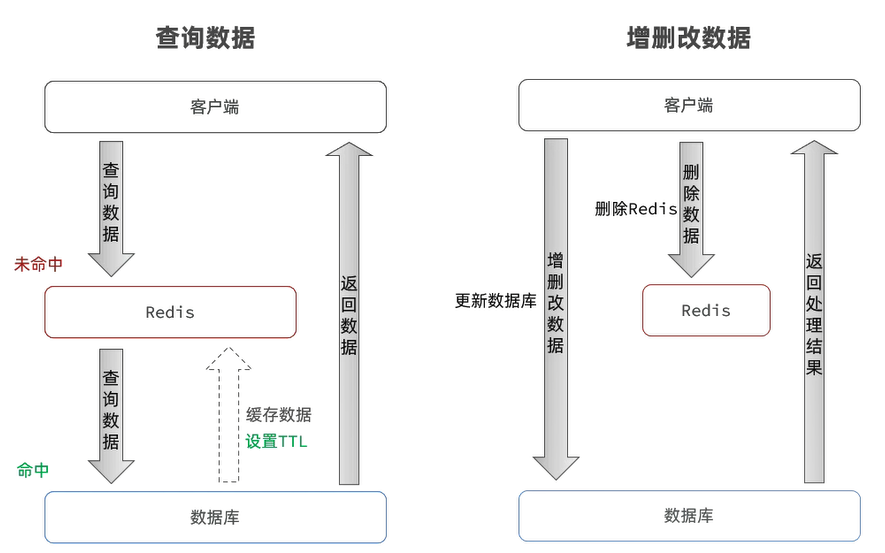 查询数据
客户端
查询数据
未命中
Redis
返回数据
查询数据
缓存数据
设置TTL
命中
数据库
增删改数据
客户端
删除数据
删除Redis
增删改数据
更新数据库
Redis
返回处理结果
数据库